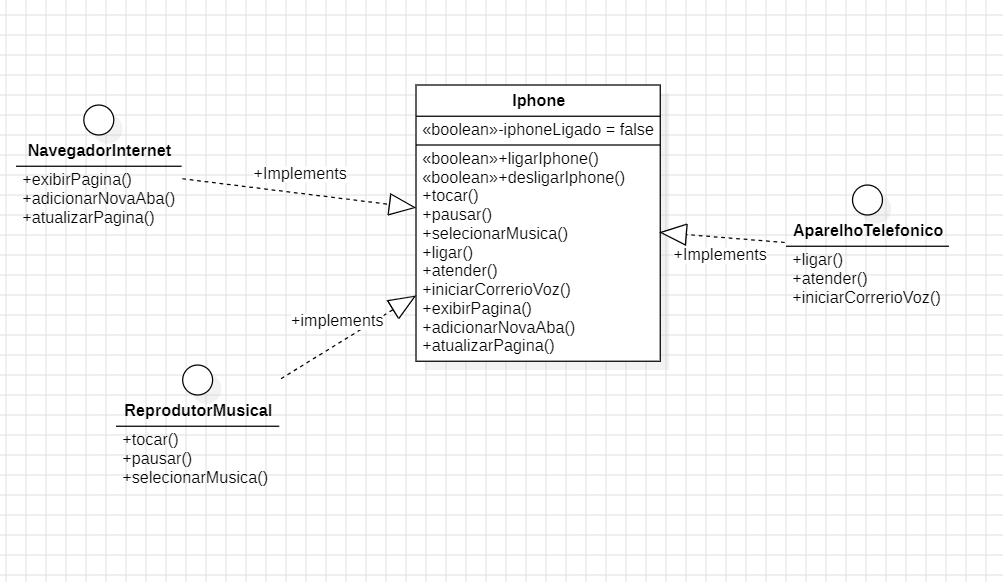 Iphone
«boolean»-iphoneLigado = false
«boolean»+ligarIphone()
«boolean»+desligarIphone()
+tocar()
+pausar()
+selecionarMusica()
+ligar()
+atender()
+iniciarCorrerioVoz()
+exibirPagina()
+adicionarNovaAba()
+atualizarPagina()
NavegadorInternet
+exibirPagina()
+adicionarNovaAba()
+atualizarPagina()
+Implements
+implements
ReprodutorMusical
+tocar()
+pausar()
+selecionarMusica()
+Implements
AparelhoTelefonico
+ligar()
+atender()
+iniciarCorrerioVoz()